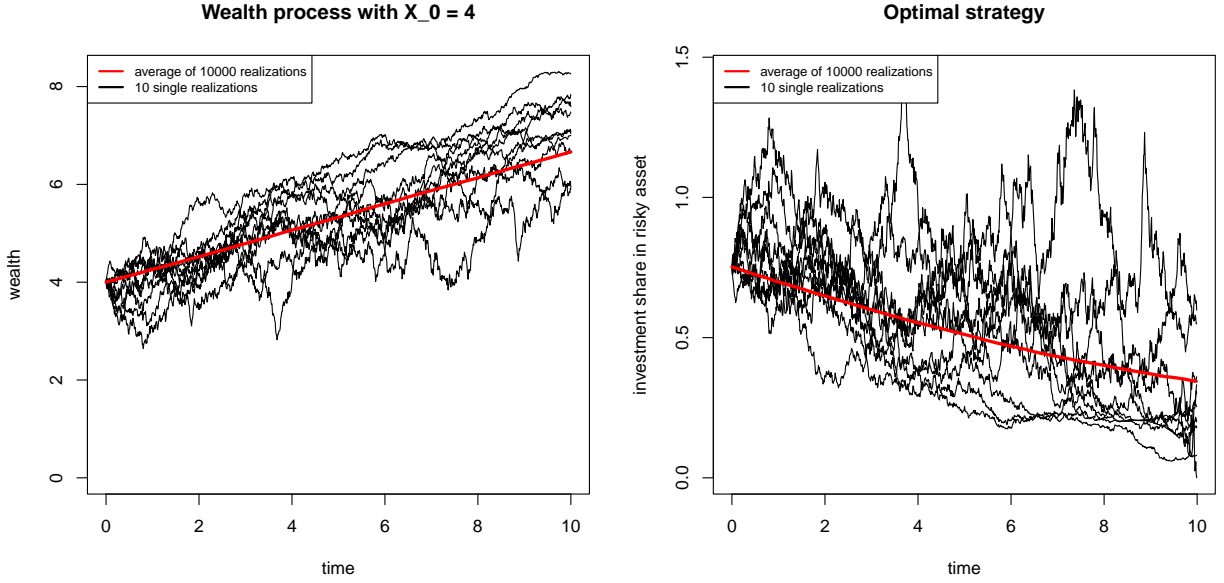 Wealth process with X_0 = 4
average of 10000 realizations
10 single realizations
wealth
8
6
4
2
0
0 2 4 6 8 10
time
Optimal strategy
average of 10000 realizations
10 single realizations
investment share in risky asset
1.5
1.0
0.5
0.0
0 2 4 6 8 10
time